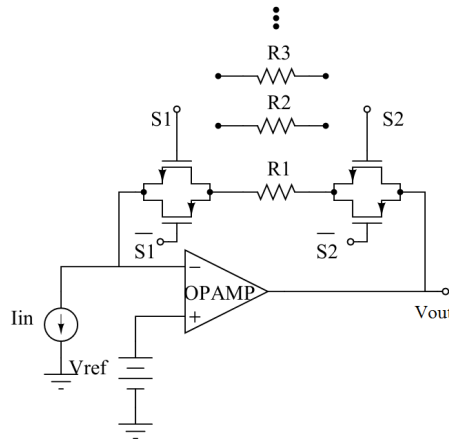 R3
R2
S1
S2
R1
S1
S2
−
OPAMP
+
Iin
Vref
Vout